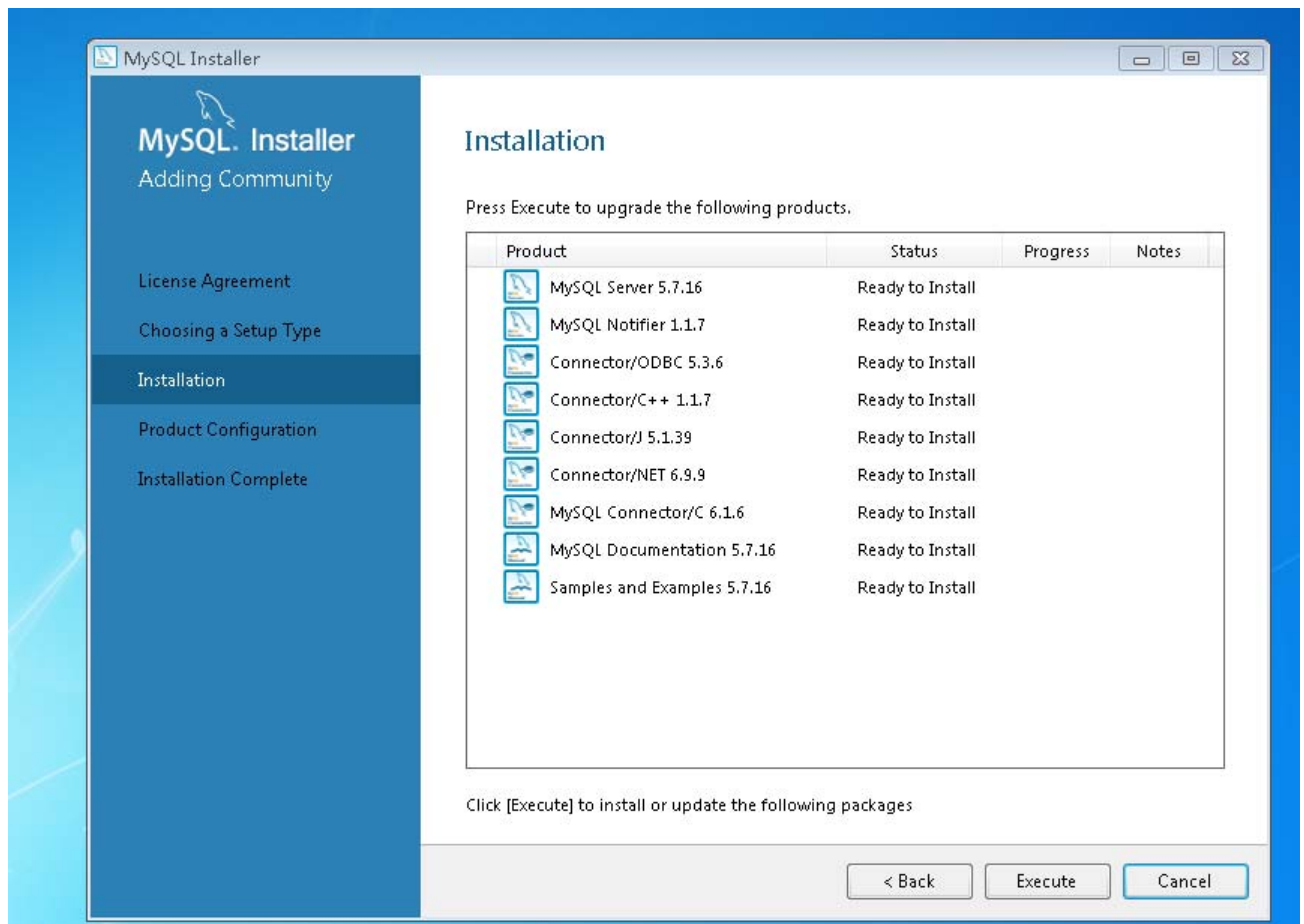 MySQL Installer
MySQL. Installer
Adding Community
License Agreement
Choosing a Setup Type
Installation
Product Configuration
Installation Complete
Installation
Press Execute to upgrade the following products.
Product Status Progress Notes
MySQL Server 5.7.16 Ready to Install
MySQL Notifier 1.1.7 Ready to Install
Connector/ODBC 5.3.6 Ready to Install
Connector/C++ 1.1.7 Ready to Install
Connector/J 5.1.39 Ready to Install
Connector/NET 6.9.9 Ready to Install
MySQL Connector/C 6.1.6 Ready to Install
MySQL Documentation 5.7.16 Ready to Install
Samples and Examples 5.7.16 Ready to Install
Click [Execute] to install or update the following packages
< Back Execute Cancel